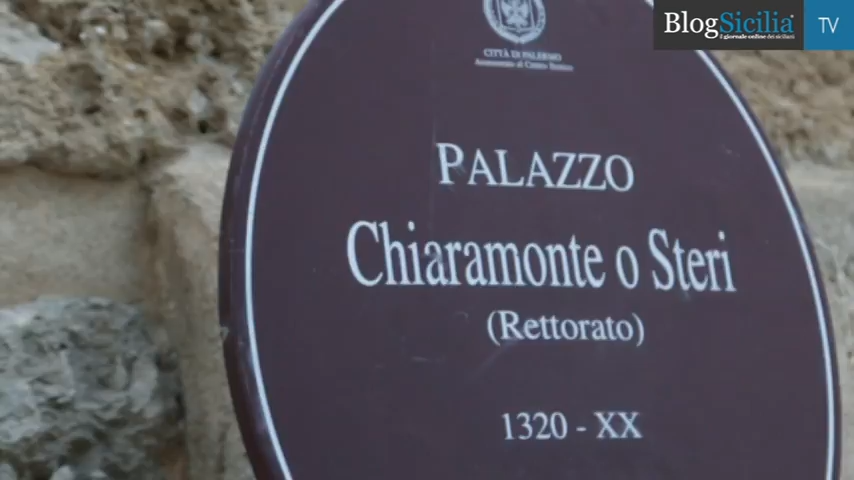 BlogSicilia TV
il giornale online dei siciliani
CITTÀ DI PALERMO
Assessorato al Centro Storico
PALAZZO
Chiaramonte o Steri
(Rettorato)
1320 - XX